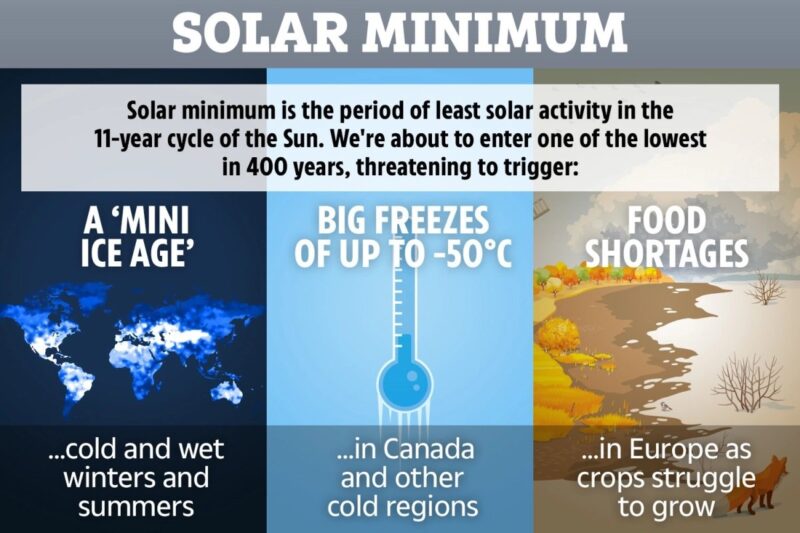 SOLAR MINIMUM
Solar minimum is the period of least solar activity in the
11-year cycle of the Sun. We're about to enter one of the lowest
in 400 years, threatening to trigger:
A ‘MINI
ICE AGE’
...cold and wet
winters and
summers
BIG FREEZES
OF UP TO -50°C
...in Canada
and other
cold regions
FOOD
SHORTAGES
...in Europe as
crops struggle
to grow